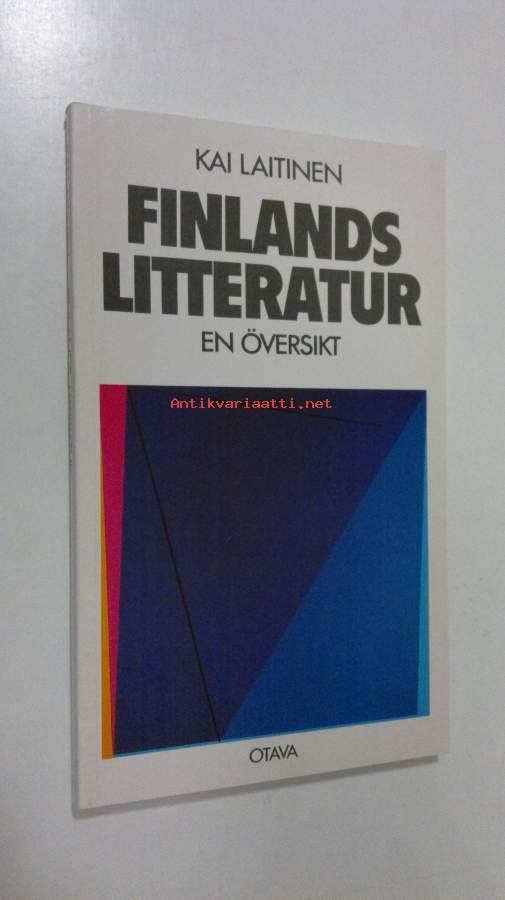 KAI LAITINEN
FINLANDS
LITTERATUR
EN ÖVERSIKT
Antikvariaatti.net
OTAVA